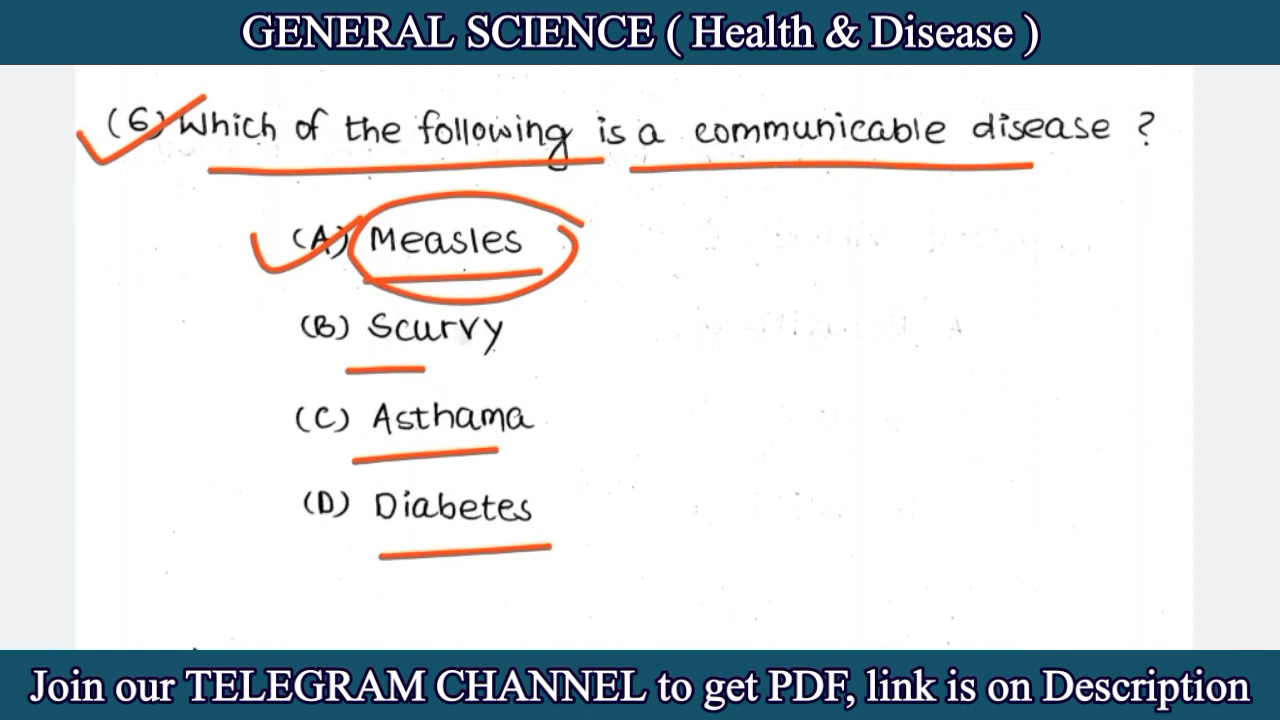 GENERAL SCIENCE ( Health & Disease )
(6) Which of the following is a communicable disease ?
(A) Measles
(B) Scurvy
(C) Asthama
(D) Diabetes
Join our TELEGRAM CHANNEL to get PDF, link is on Description